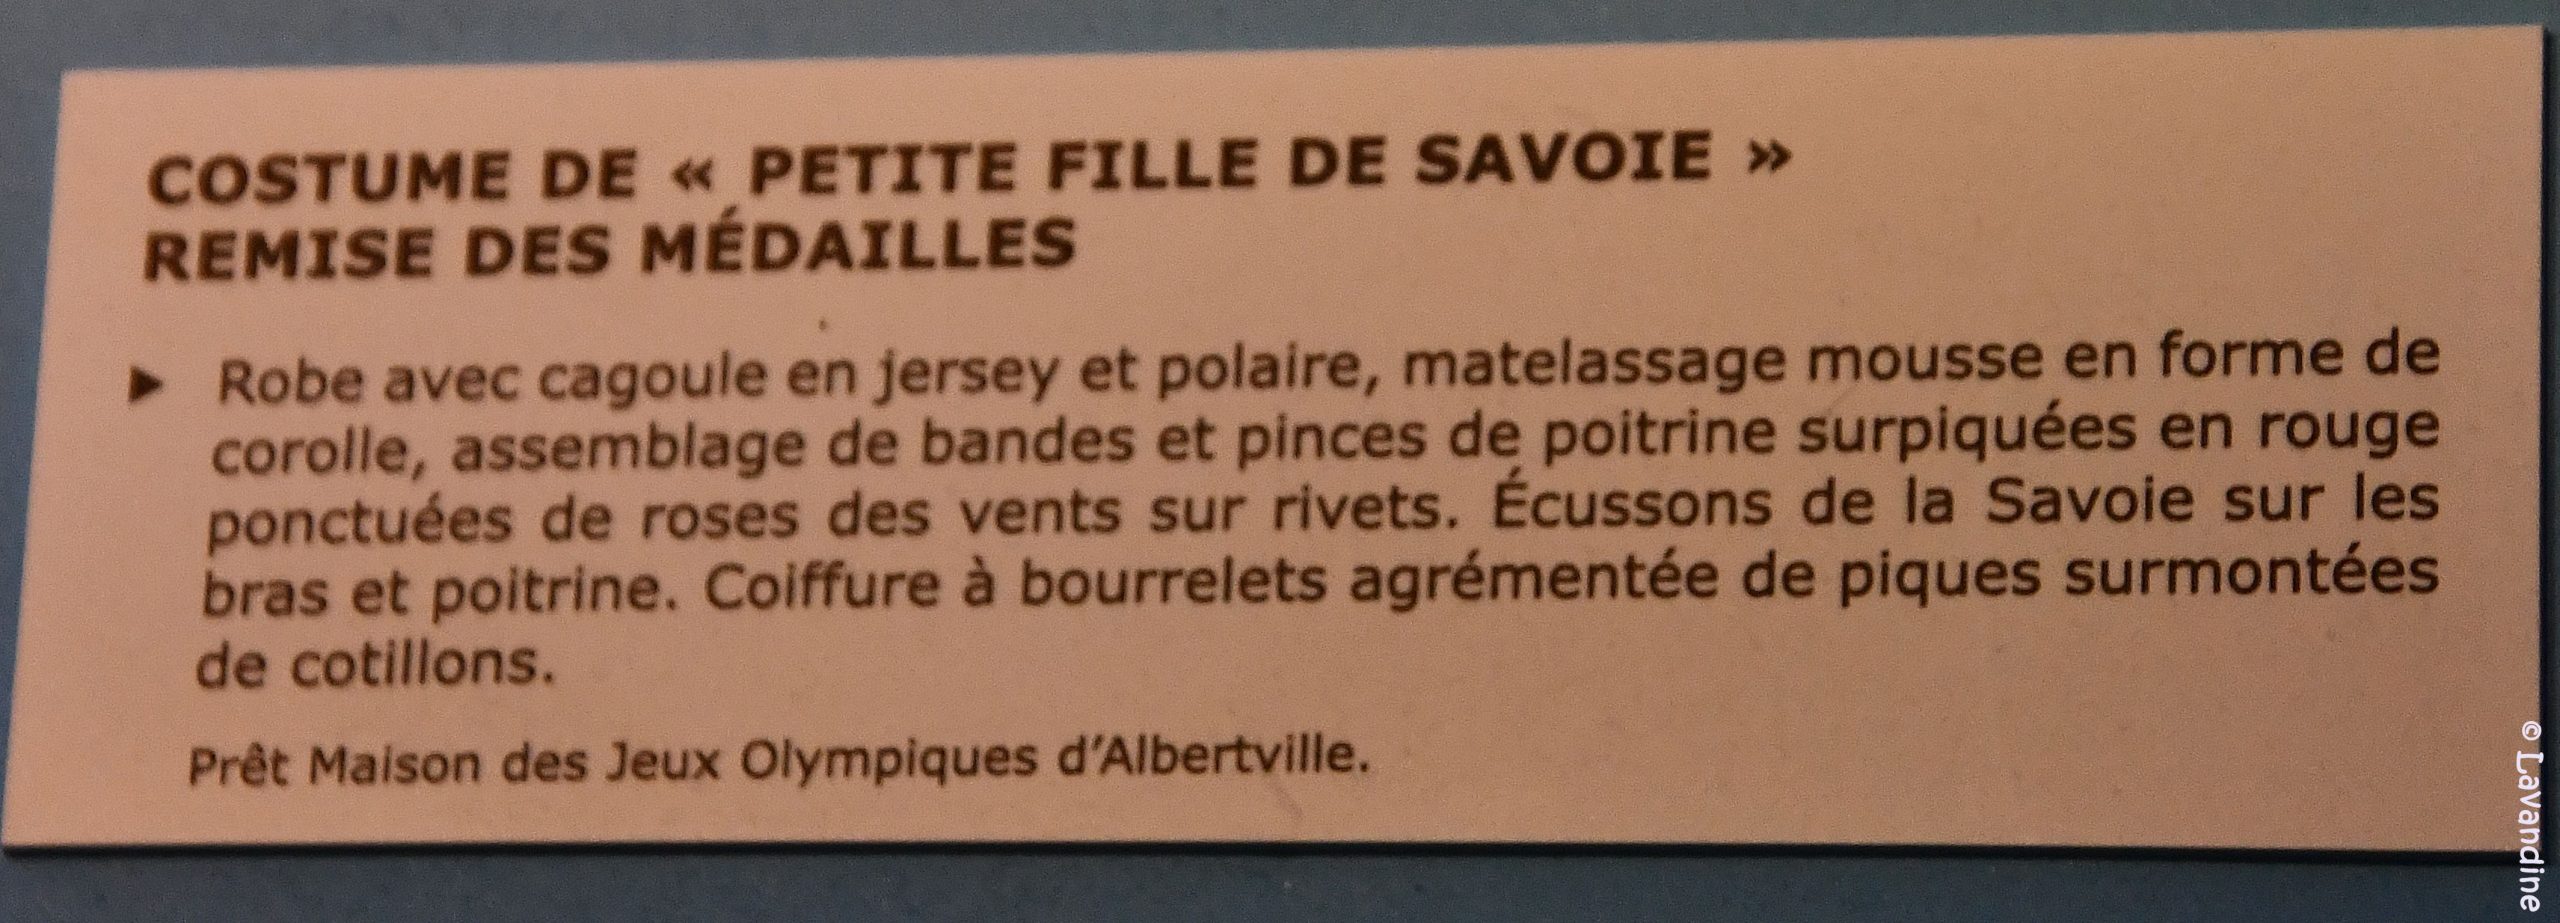 COSTUME DE « PETITE FILLE DE SAVOIE »
REMISE DES MÉDAILLES
► Robe avec cagoule en jersey et polaire, matelassage mousse en forme de
corolle, assemblage de bandes et pinces de poitrine surpiquées en rouge
ponctuées de roses des vents sur rivets. Écussons de la Savoie sur les
bras et poitrine. Coiffure à bourrelets agrémentée de piques surmontées
de cotillons.
Prêt Maison des Jeux Olympiques d’Albertville.
© Lavandine